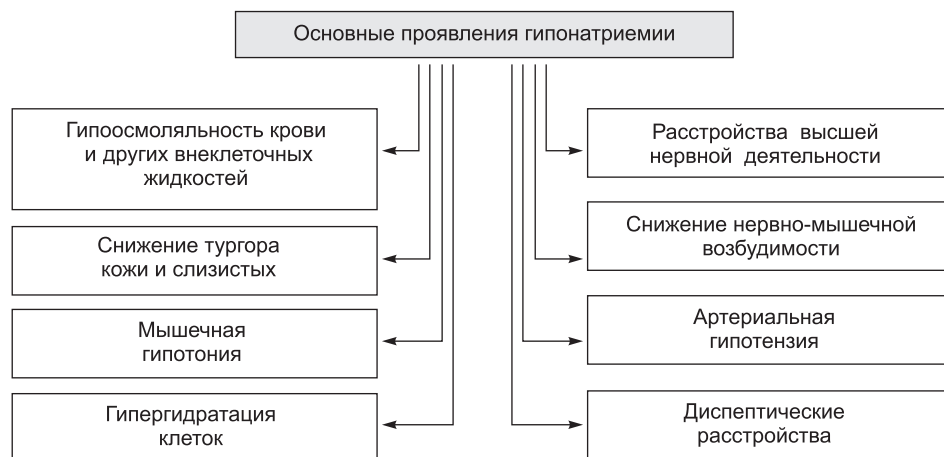 Основные проявления гипонатриемии
Гипоосмоляльность крови
и других внеклеточных
жидкостей
Снижение тургора
кожи и слизистых
Мышечная
гипотония
Гипергидратация
клеток
Расстройства высшей
нервной деятельности
Снижение нервно-мышечной
возбудимости
Артериальная
гипотензия
Диспептические
расстройства